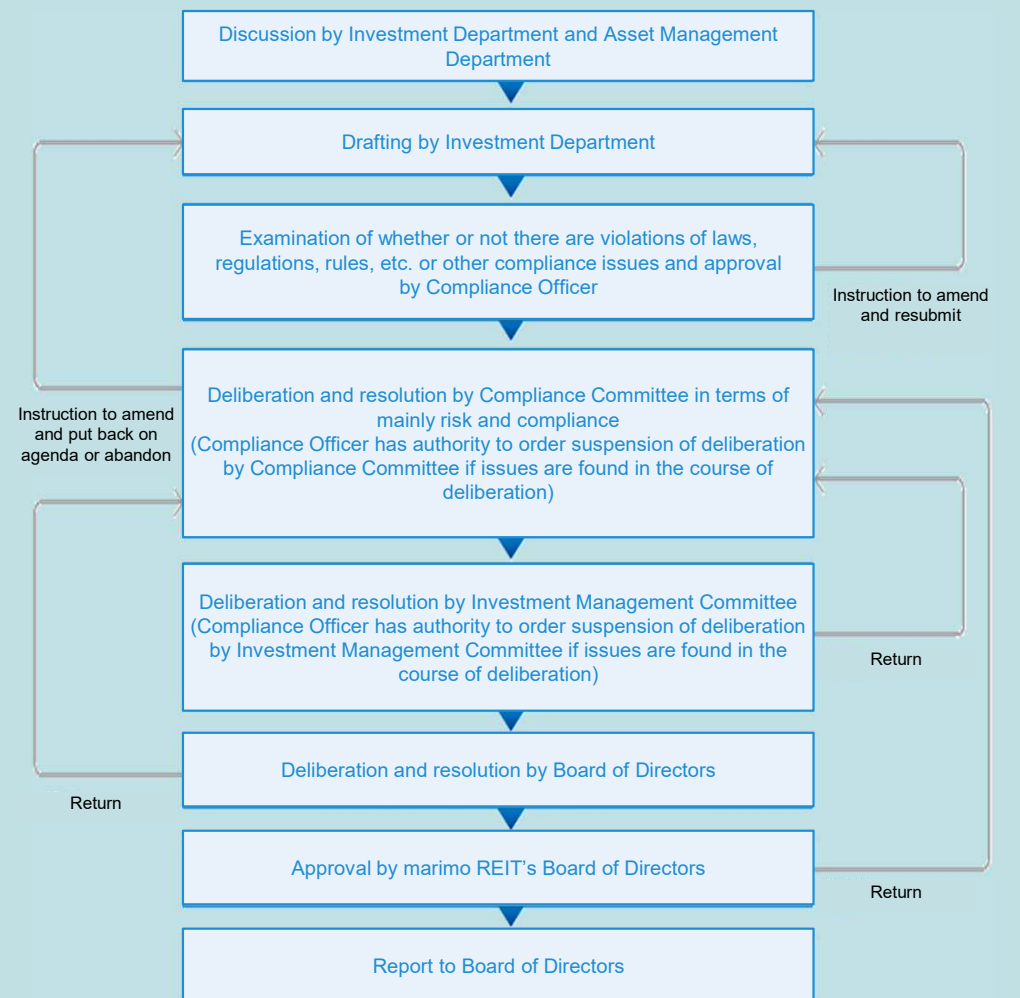 Discussion by Investment Department and Asset Management
Department
Drafting by Investment Department
Examination of whether or not there are violations of laws,
regulations, rules, etc. or other compliance issues and approval
by Compliance Officer
Instruction to amend
and resubmit
Deliberation and resolution by Compliance Committee in terms of
mainly risk and compliance
(Compliance Officer has authority to order suspension of deliberation
by Compliance Committee if issues are found in the course of
deliberation)
Instruction to amend
and put back on
agenda or abandon
Deliberation and resolution by Investment Management Committee
(Compliance Officer has authority to order suspension of deliberation
by Investment Management Committee if issues are found in the
course of deliberation)
Return
Deliberation and resolution by Board of Directors
Return
Approval by marimo REIT’s Board of Directors
Return
Report to Board of Directors